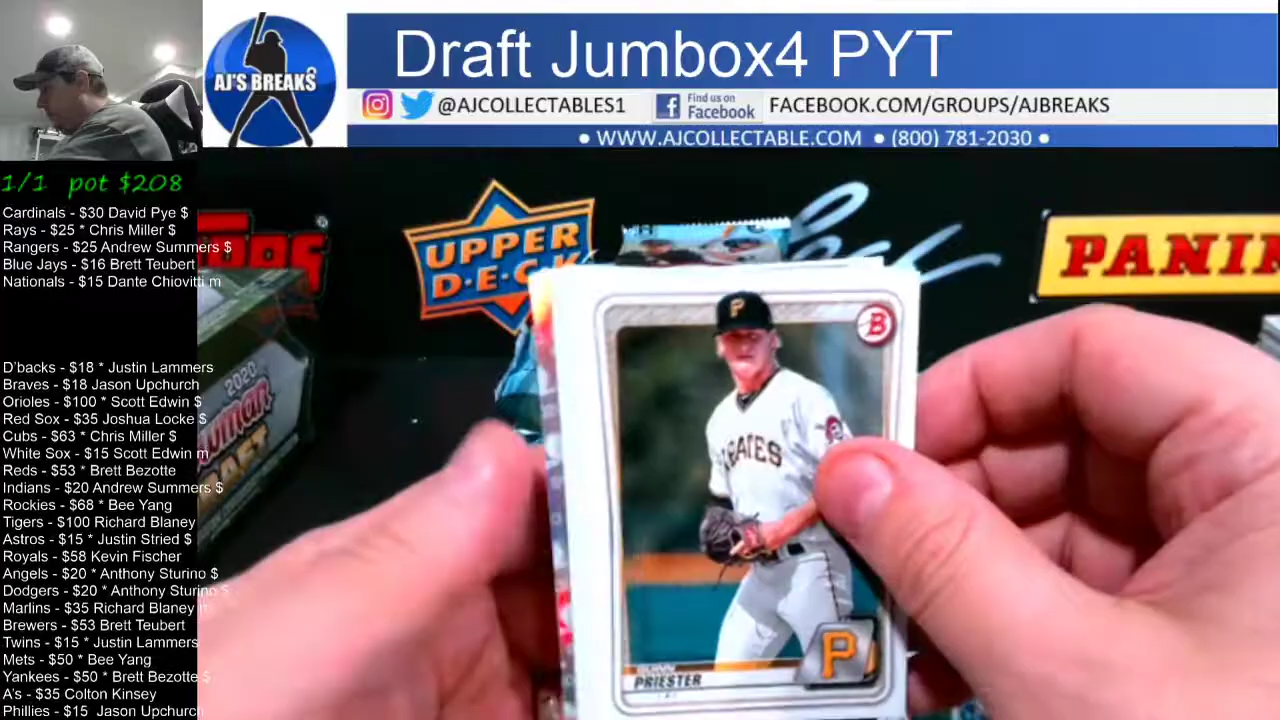 AJ'S BREAKS
Draft Jumbox4 PYT
@AJCOLLECTABLES1
Find us on
Facebook
FACEBOOK.COM/GROUPS/AJBREAKS
● WWW.AJCOLLECTABLE.COM ● (800) 781-2030 ●
1/1 pot $208
Cardinals - $30 David Pye $
Rays - $25 * Chris Miller $
Rangers - $25 Andrew Summers $
Blue Jays - $16 Brett Teubert
Nationals - $15 Dante Chiovitti m
D'backs - $18 * Justin Lammers
Braves - $18 Jason Upchurch
Orioles - $100 * Scott Edwin $
Red Sox - $35 Joshua Locke $
Cubs - $63 * Chris Miller $
White Sox - $15 Scott Edwin m
Reds - $53 * Brett Bezotte
Indians - $20 Andrew Summers $
Rockies - $68 * Bee Yang
Tigers - $100 Richard Blaney
Astros - $15 * Justin Stried $
Royals - $58 Kevin Fischer
Angels - $20 * Anthony Sturino $
Dodgers - $20 * Anthony Sturino $
Marlins - $35 Richard Blaney m
Brewers - $53 Brett Teubert
Twins - $15 * Justin Lammers
Mets - $50 * Bee Yang
Yankees - $50 * Brett Bezotte $
A's - $35 Colton Kinsey
Phillies - $15 Jason Upchurch
UPPER
D·E·C
PANINI
2020
B
P
PRIESTER
P